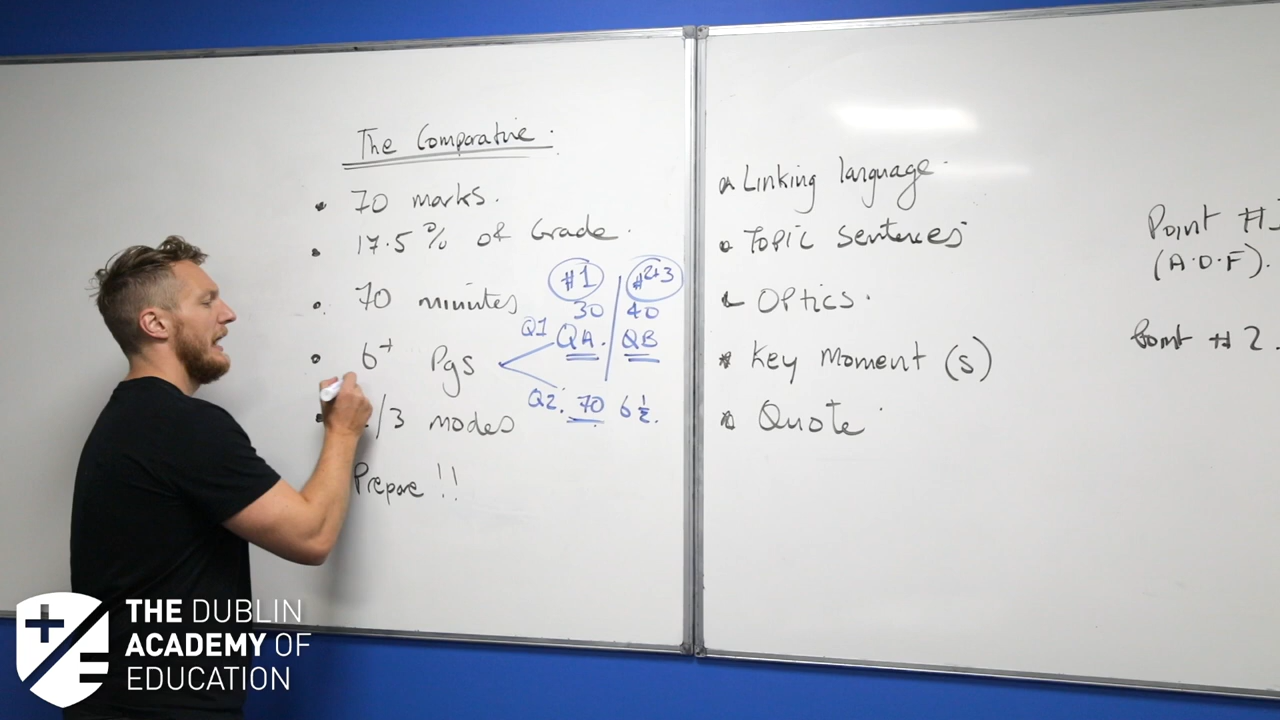 The Comparative.
70 marks.
17.5% of Grade.
70 minutes
6+ Pgs
/3 modes
Prepare !!
#1 #2+3
30 40
Q1 QA. QB
Q2. 70 6 1/2.
Linking language.
Topic sentences
Optics.
Key Moment (s)
Quote
Point #
(A.O.F).
Point #2.
THE DUBLIN
ACADEMY OF
EDUCATION